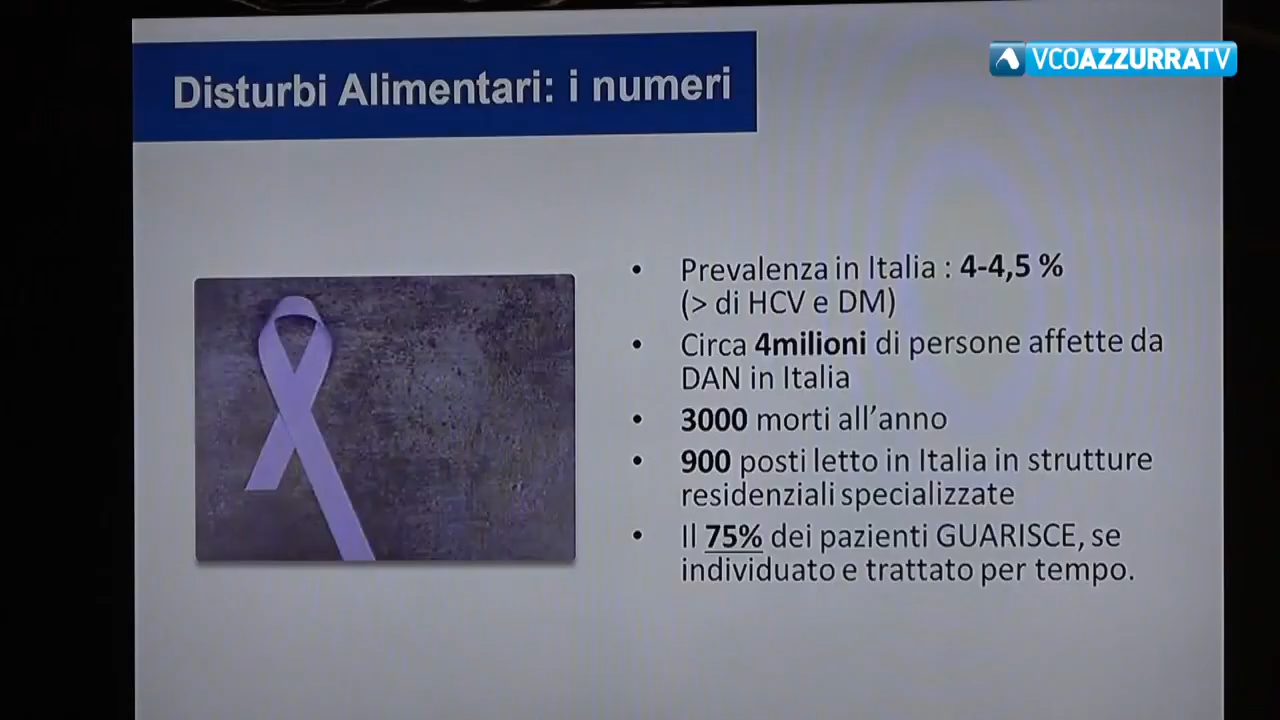 VCOAZZURRATV
Disturbi Alimentari: i numeri
• Prevalenza in Italia : 4-4,5 %
(> di HCV e DM)
• Circa 4milioni di persone affette da
DAN in Italia
• 3000 morti all’anno
• 900 posti letto in Italia in strutture
residenziali specializzate
• Il 75% dei pazienti GUARISCE, se
individuato e trattato per tempo.